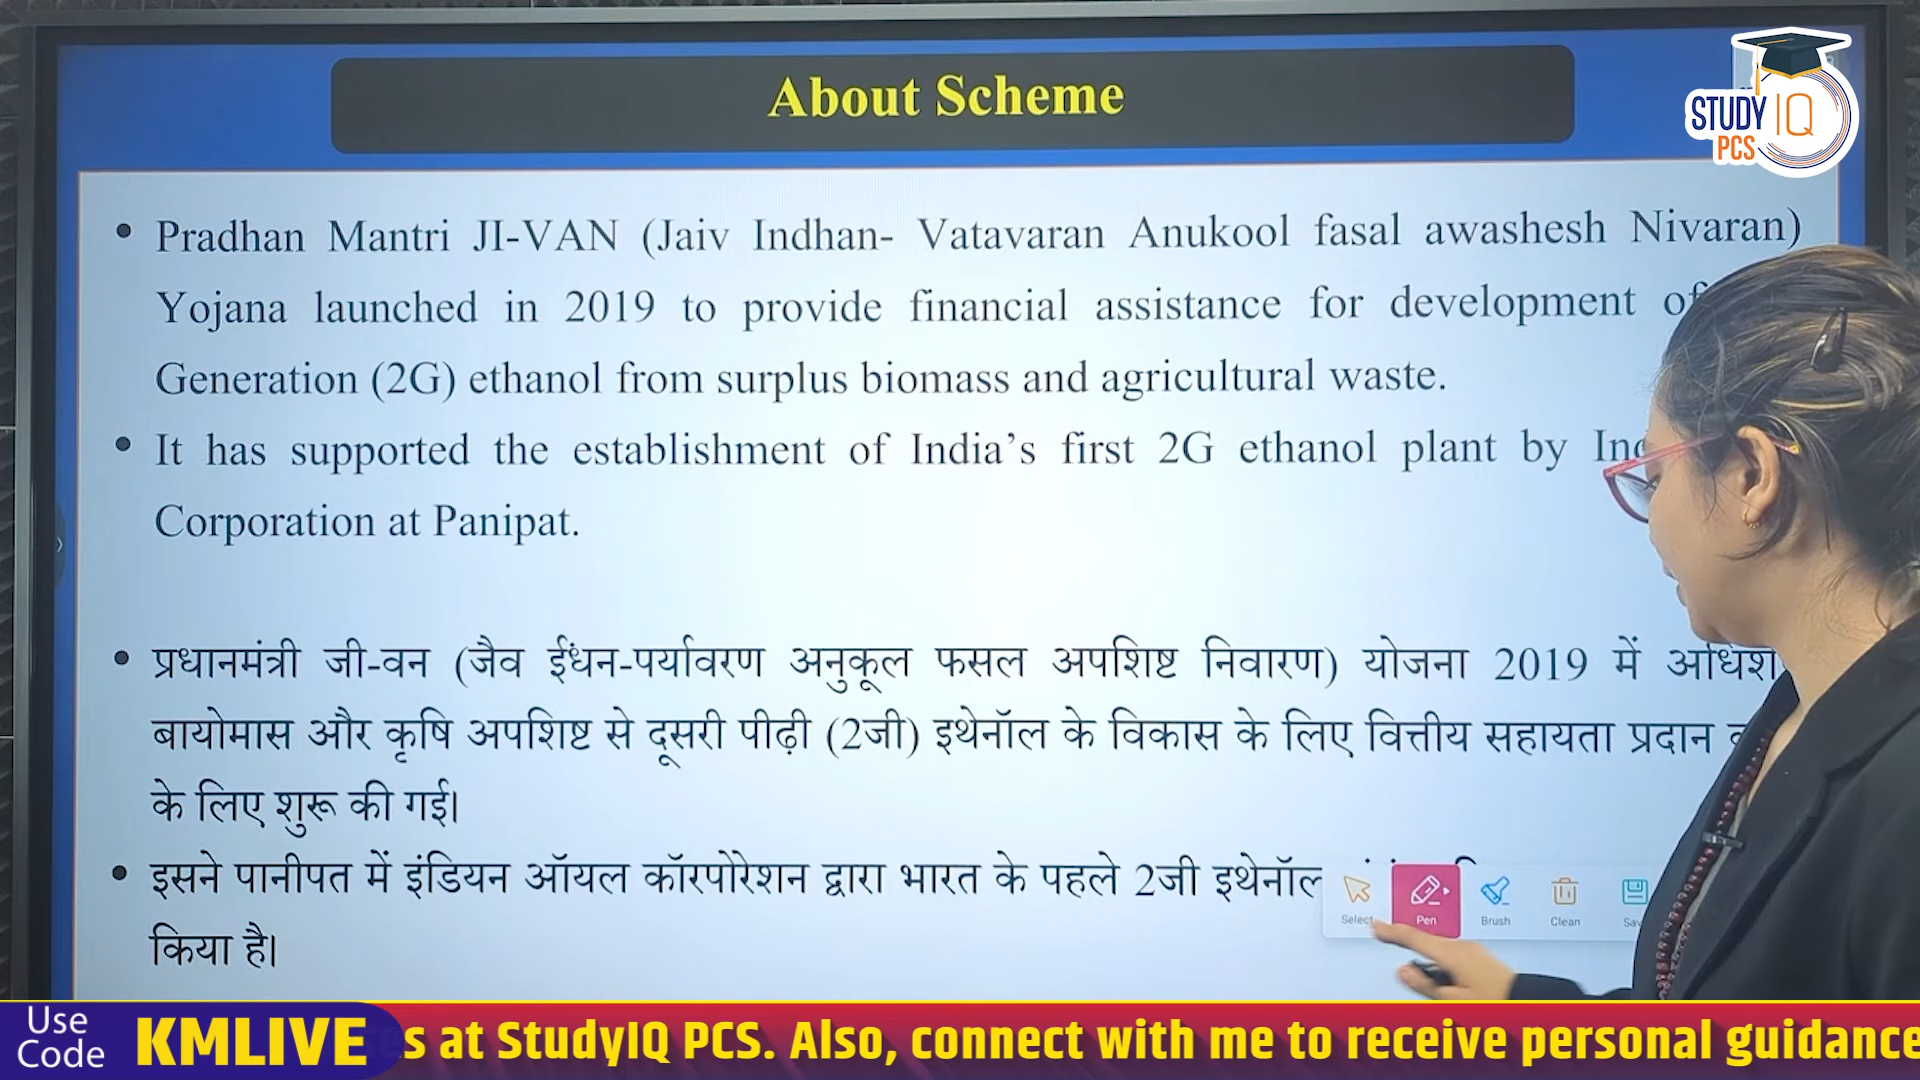 About Scheme
STUDY IQ
PCS
• Pradhan Mantri JI-VAN (Jaiv Indhan- Vatavaran Anukool fasal awashesh Nivaran)
Yojana launched in 2019 to provide financial assistance for development of
Generation (2G) ethanol from surplus biomass and agricultural waste.
• It has supported the establishment of India's first 2G ethanol plant by
Corporation at Panipat.
• प्रधानमंत्री जी-वन (जैव ईंधन-पर्यावरण अनुकूल फसल अपशिष्ट निवारण) योजना 2019 में
बायोमास और कृषि अपशिष्ट से दूसरी पीढ़ी (2जी) इथेनॉल के विकास के लिए वित्तीय सहायता प्रदान
के लिए शुरू की गई।
• इसने पानीपत में इंडियन ऑयल कॉरपोरेशन द्वारा भारत के पहले 2जी इथेनॉल
किया है।
Select Pen Brush Clean
Use
Code
KMLIVE
at StudyIQ PCS. Also, connect with me to receive personal guidance